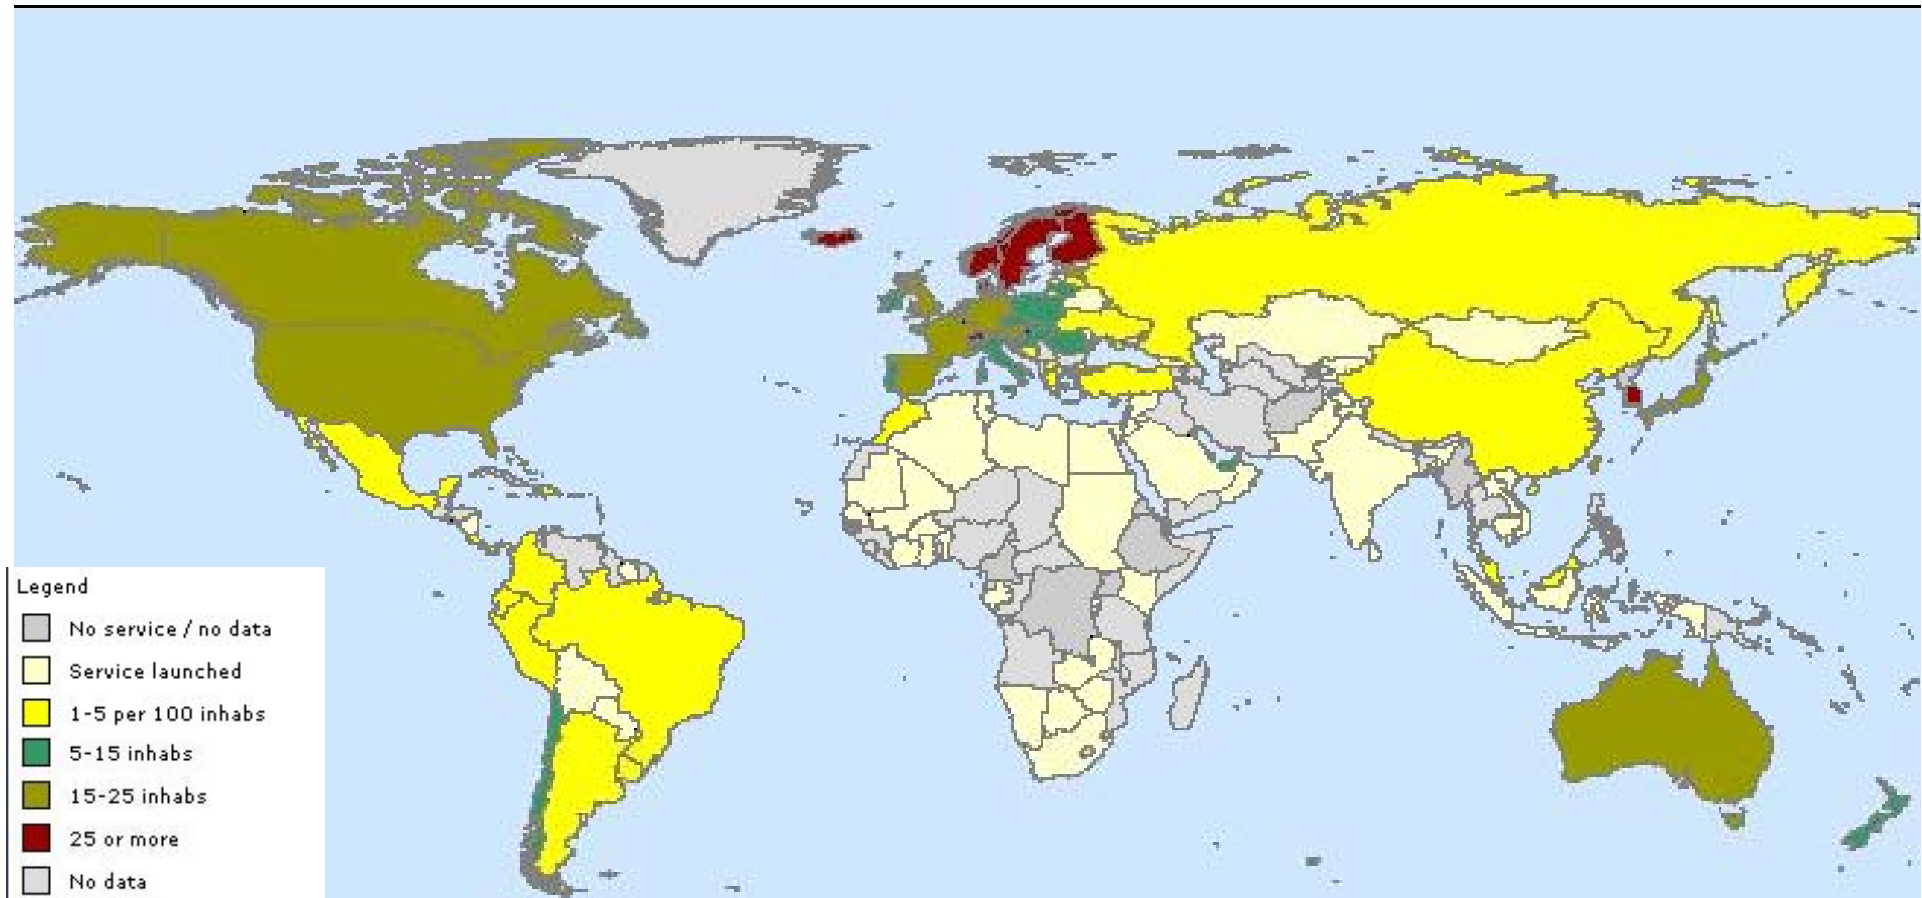 Legend
No service / no data
Service launched
1-5 per 100 inhabs
5-15 inhabs
15-25 inhabs
25 or more
No data